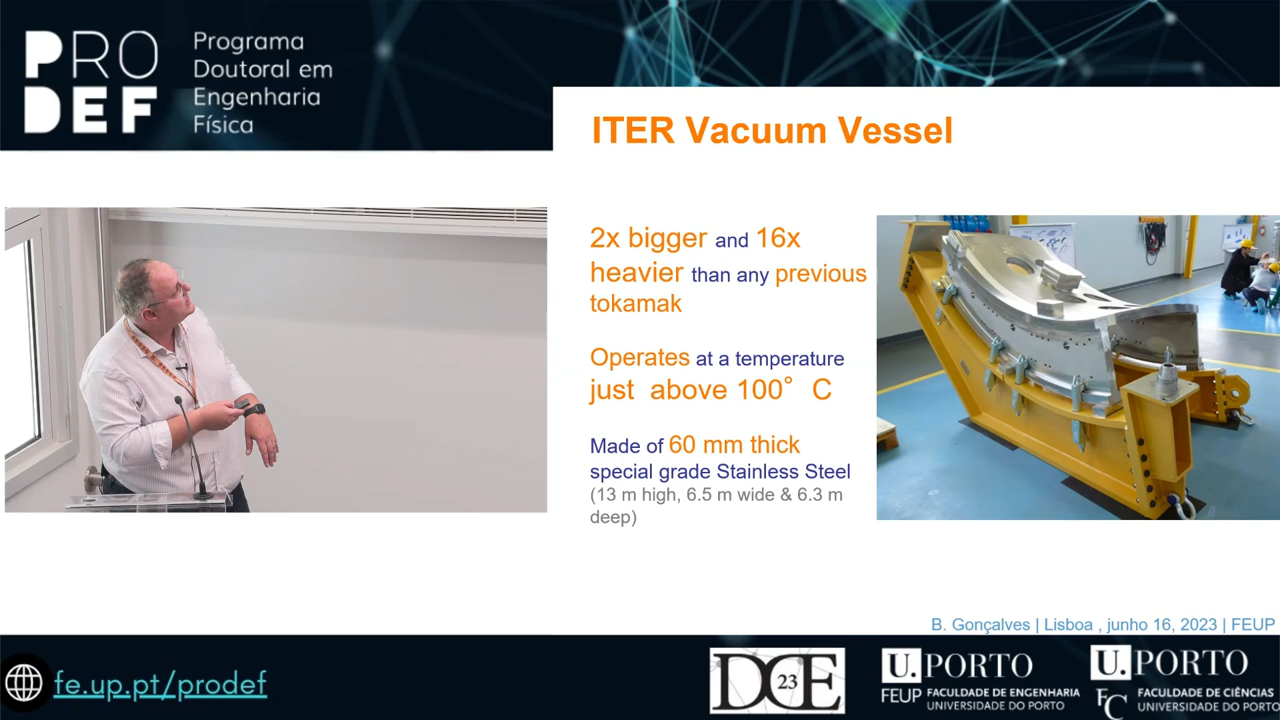 PRO
DEF
Programa
Doutoral em
Engenharia
Física
ITER Vacuum Vessel
2x bigger and 16x
heavier than any previous
tokamak
Operates at a temperature
just above 100° C
Made of 60 mm thick
special grade Stainless Steel
(13 m high, 6.5 m wide & 6.3 m
deep)
B. Gonçalves | Lisboa , junho 16, 2023 | FEUP
fe.up.pt/prodef
DCE
23
U.PORTO
FEUP FACULDADE DE ENGENHARIA
UNIVERSIDADE DO PORTO
U.PORTO
FC FACULDADE DE CIÊNCIAS
UNIVERSIDADE DO PORTO